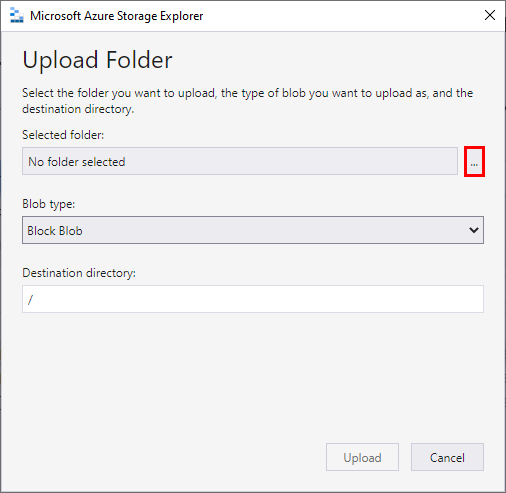 Microsoft Azure Storage Explorer
Upload Folder
Select the folder you want to upload, the type of blob you want to upload as, and the
destination directory.
Selected folder:
No folder selected
...
Blob type:
Block Blob
Destination directory:
/
Upload
Cancel